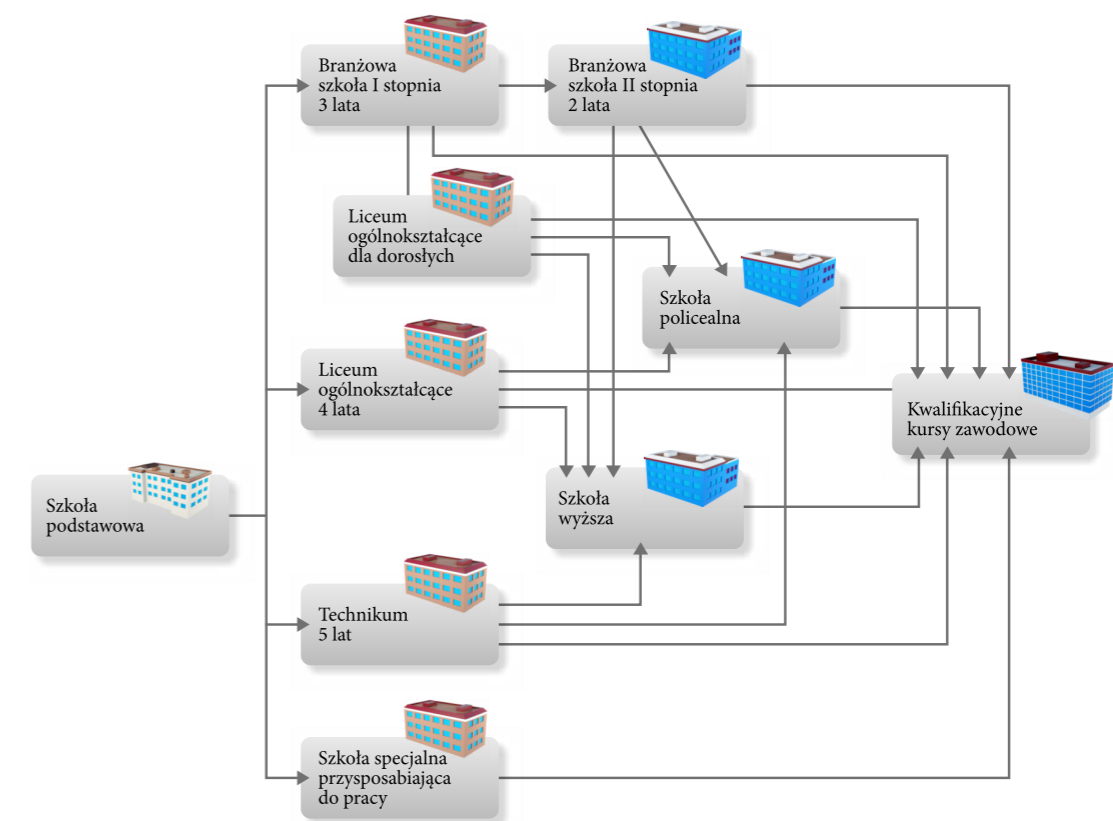 Branżowa
szkoła I stopnia
3 lata
Branżowa
szkoła II stopnia
2 lata
Liceum
ogólnokształcące
dla dorosłych
Szkoła
policealna
Liceum
ogólnokształcące
4 lata
Kwalifikacyjne
kursy zawodowe
Szkoła
podstawowa
Szkoła
wyższa
Technikum
5 lat
Szkoła specjalna
przysposabiająca
do pracy